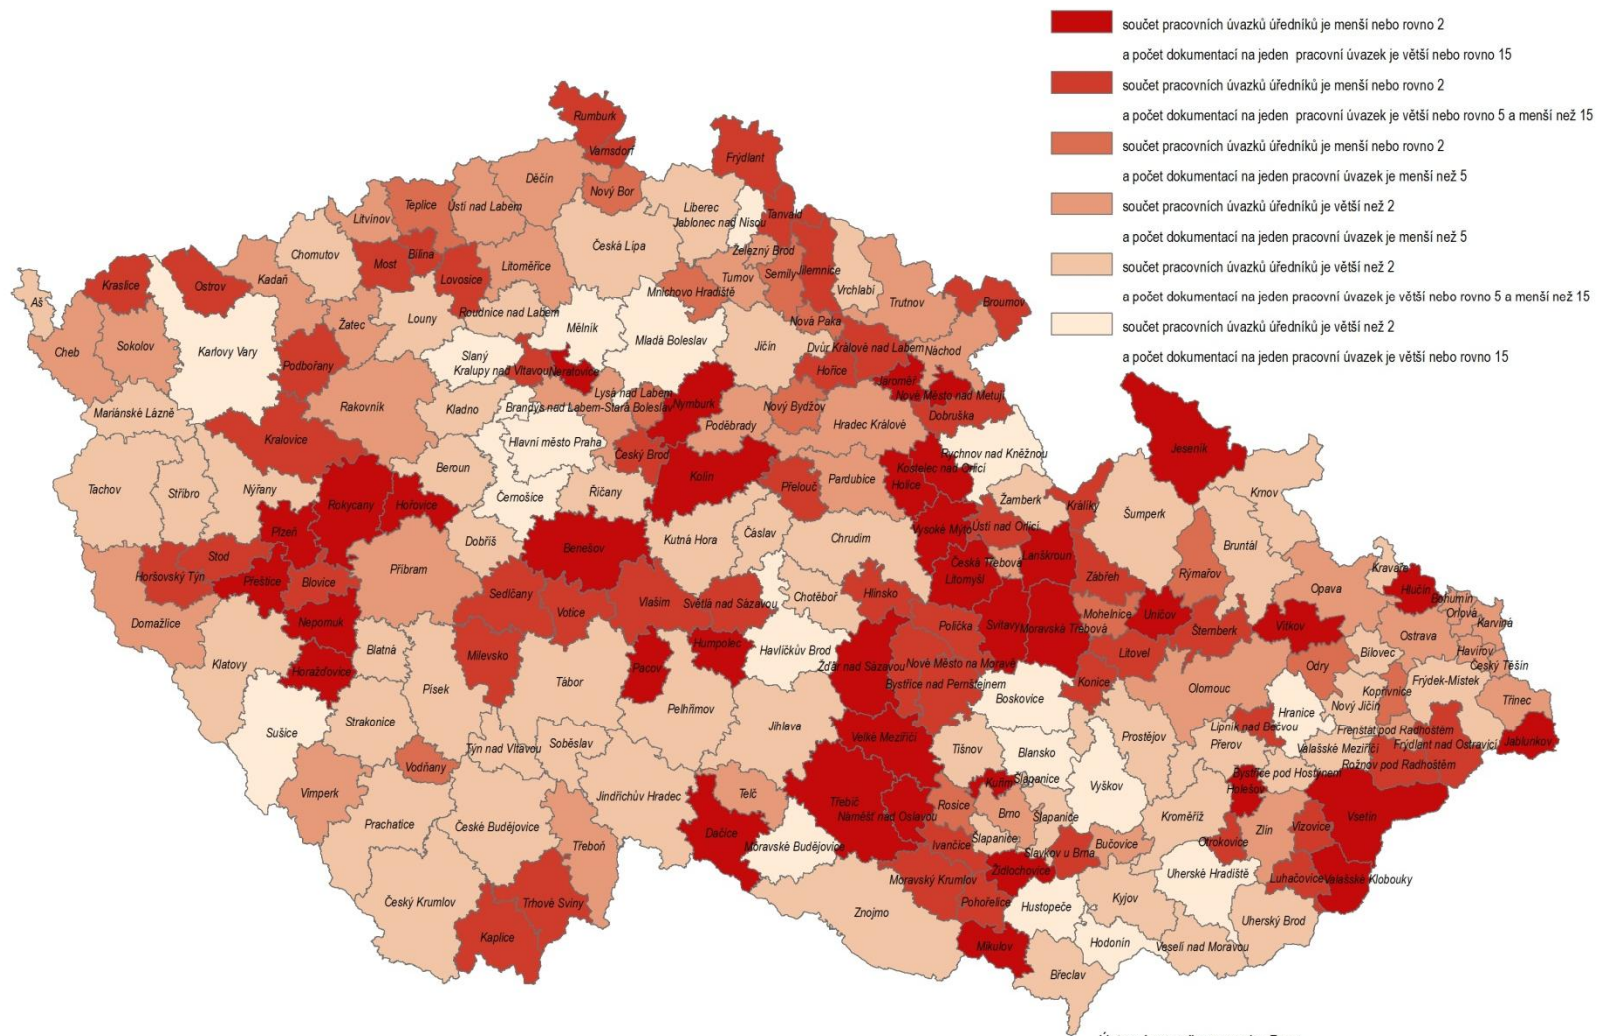 součet pracovních úvazků úředníků je menší nebo rovno 2
a počet dokumentací na jeden pracovní úvazek je větší nebo rovno 15
součet pracovních úvazků úředníků je menší nebo rovno 2
a počet dokumentací na jeden pracovní úvazek je větší nebo rovno 5 a menší než 15
součet pracovních úvazků úředníků je menší nebo rovno 2
a počet dokumentací na jeden pracovní úvazek je menší než 5
součet pracovních úvazků úředníků je větší než 2
a počet dokumentací na jeden pracovní úvazek je menší než 5
součet pracovních úvazků úředníků je větší než 2
a počet dokumentací na jeden pracovní úvazek je větší nebo rovno 5 a menší než 15
součet pracovních úvazků úředníků je větší než 2
a počet dokumentací na jeden pracovní úvazek je větší nebo rovno 15
Rumburk
Varnsdorf
Frýdlant
Děčín
Nový Bor
Teplice
Ústí nad Labem
Litvínov
Liberec
Jablonec nad Nisou
Tanvald
Česká Lípa
Železný Brod
Chomutov
Most
Bílina
Lovosice
Litoměřice
Turnov
Semily
Jilemnice
Vrchlabí
Kadaň
Ostrov
Kraslice
Aš
Mnichovo Hradiště
Trutnov
Broumov
Roudnice nad Labem
Louny
Žatec
Mělník
Mladá Boleslav
Nová Paka
Jičín
Dvůr Králové nad Labem
Náchod
Cheb
Sokolov
Karlovy Vary
Podbořany
Slaný
Kralupy nad Vltavou
Neratovice
Hořice
Jaroměř
Nové Město nad Metují
Lysá nad Labem
Brandýs nad Labem-Stará Boleslav
Nymburk
Nový Bydžov
Dobruška
Mariánské Lázně
Rakovník
Kladno
Poděbrady
Hradec Králové
Kralovice
Hlavní město Praha
Český Brod
Rychnov nad Kněžnou
Jeseník
Beroun
Kolín
Přelouč
Pardubice
Kostelec nad Orlicí
Holice
Tachov
Stříbro
Nýřany
Rokycany
Hořovice
Černošice
Říčany
Žamberk
Králíky
Šumperk
Krnov
Plzeň
Dobříš
Benešov
Kutná Hora
Čáslav
Chrudim
Vysoké Mýto
Ústí nad Orlicí
Lanškroun
Bruntál
Stod
Horšovský Týn
Přeštice
Blovice
Příbram
Česká Třebová
Litomyšl
Zábřeh
Rýmařov
Opava
Kravaře
Hlučín
Bohumín
Orlová
Karviná
Sedlčany
Votice
Vlašim
Světlá nad Sázavou
Chotěboř
Hlinsko
Polička
Svitavy
Moravská Třebová
Mohelnice
Uničov
Šternberk
Vítkov
Ostrava
Havířov
Český Těšín
Domažlice
Nepomuk
Klatovy
Horažďovice
Blatná
Milevsko
Humpolec
Havlíčkův Brod
Pacov
Žďár nad Sázavou
Nové Město na Moravě
Bystřice nad Pernštejnem
Litovel
Konice
Bílovec
Odry
Frýdek-Místek
Písek
Tábor
Pelhřimov
Jihlava
Boskovice
Olomouc
Kopřivnice
Nový Jičín
Třinec
Sušice
Strakonice
Týn nad Vltavou
Soběslav
Velké Meziříčí
Tišnov
Blansko
Prostějov
Hranice
Lipník nad Bečvou
Přerov
Frenštát pod Radhoštěm
Valašské Meziříčí
Frýdlant nad Ostravicí
Rožnov pod Radhoštěm
Jablunkov
Vodňany
Vimperk
Jindřichův Hradec
Telč
Třebíč
Kuřim
Šlapanice
Vyškov
Bystřice pod Hostýnem
Holešov
Prachatice
České Budějovice
Třeboň
Dačice
Moravské Budějovice
Náměšť nad Oslavou
Rosice
Brno
Šlapanice
Kroměříž
Zlín
Vizovice
Vsetín
Ivančice
Šlapanice
Slavkov u Brna
Bučovice
Otrokovice
Český Krumlov
Trhové Sviny
Kaplice
Znojmo
Moravský Krumlov
Židlochovice
Pohořelice
Uherské Hradiště
Luhačovice
Valašské Klobouky
Hustopeče
Kyjov
Uherský Brod
Mikulov
Hodonín
Veselí nad Moravou
Břeclav